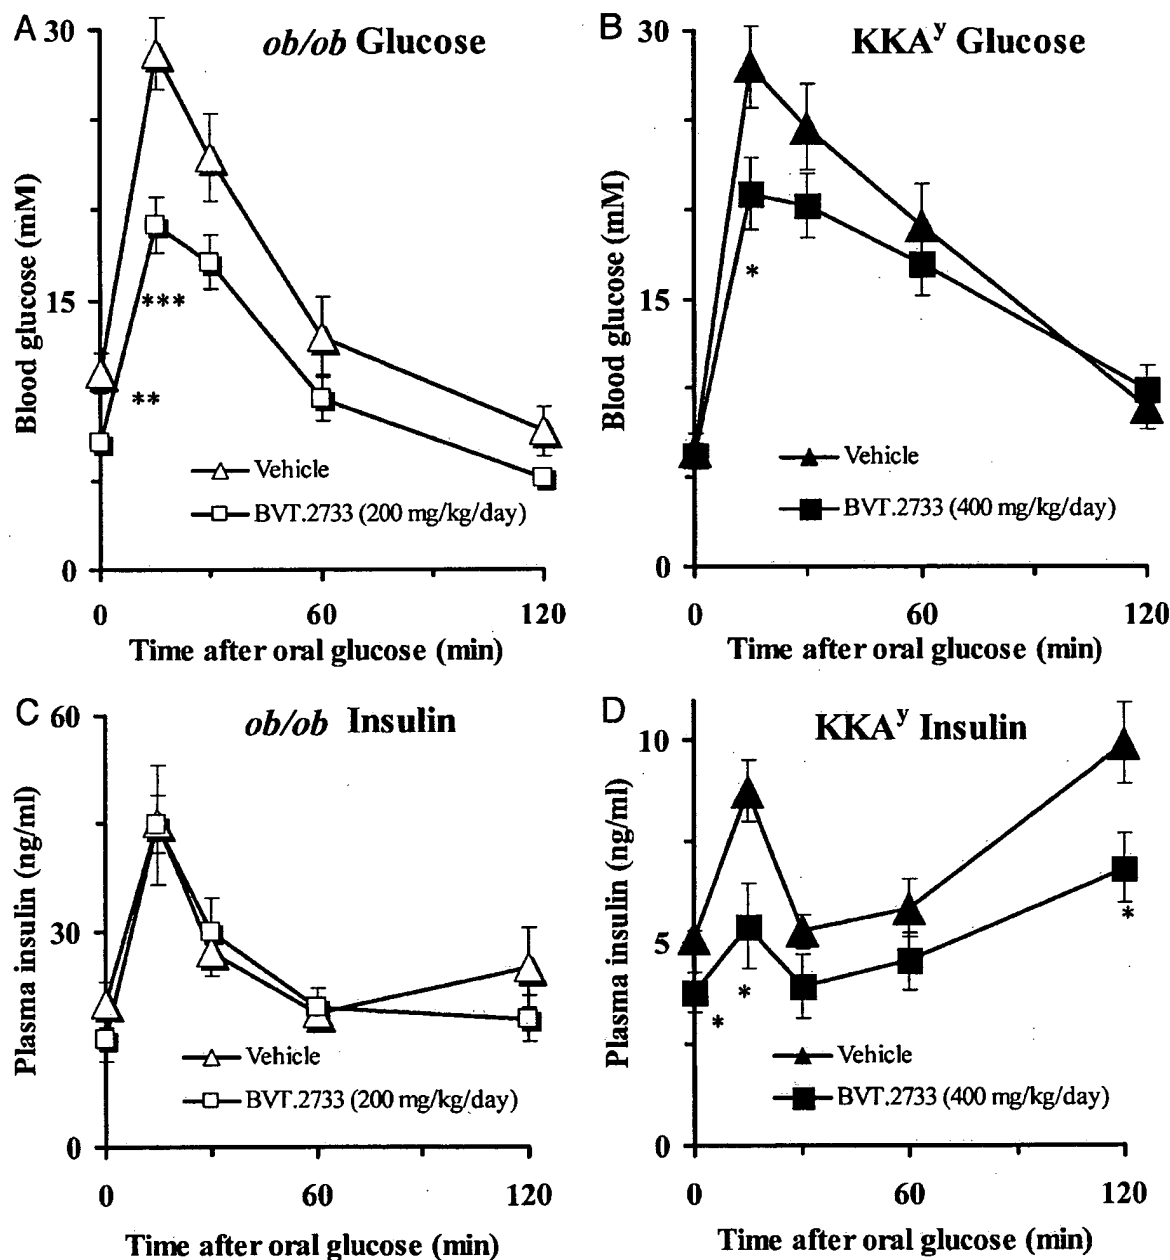 A
ob/ob Glucose
30
15
0
Blood glucose (mM)
***
**
Vehicle
BVT.2733 (200 mg/kg/day)
0 60 120
Time after oral glucose (min)
B
KKAʸ Glucose
30
15
0
Blood glucose (mM)
*
Vehicle
BVT.2733 (400 mg/kg/day)
0 60 120
Time after oral glucose (min)
C
ob/ob Insulin
60
30
0
Plasma insulin (ng/ml)
Vehicle
BVT.2733 (200 mg/kg/day)
0 60 120
Time after oral glucose (min)
D
KKAʸ Insulin
10
5
0
Plasma insulin (ng/ml)
*
*
*
Vehicle
BVT.2733 (400 mg/kg/day)
0 60 120
Time after oral glucose (min)